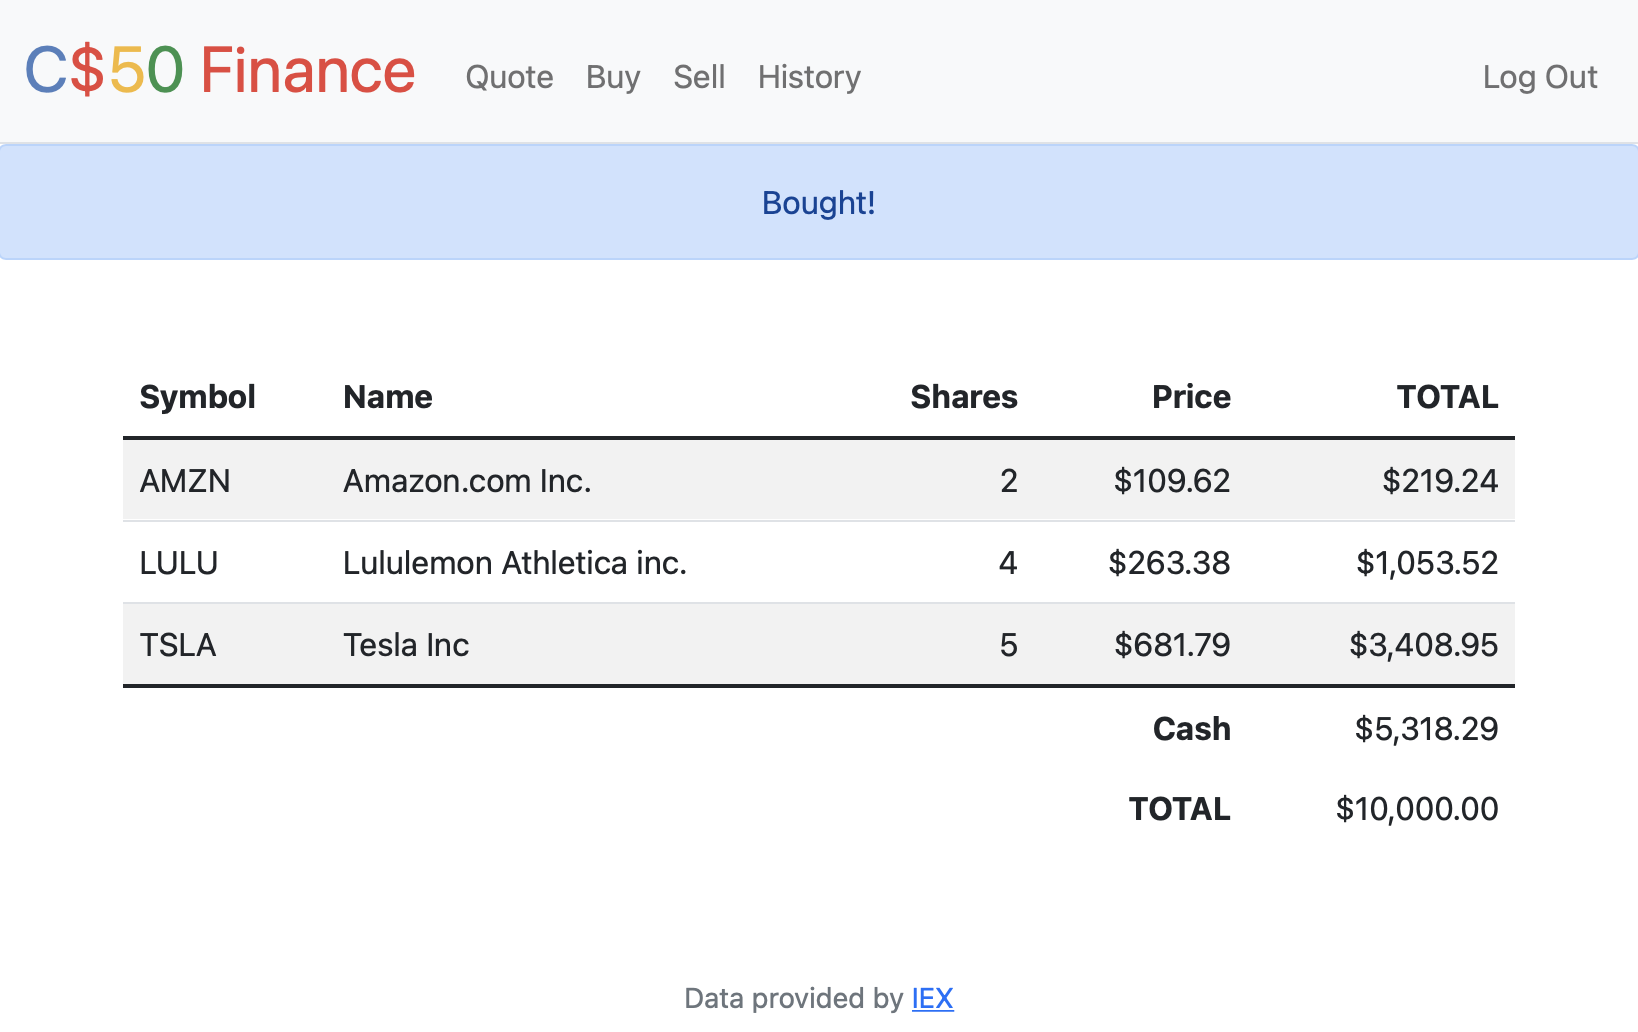 C$50 Finance Quote Buy Sell History Log Out
Bought!
Symbol Name Shares Price TOTAL
AMZN Amazon.com Inc. 2 $109.62 $219.24
LULU Lululemon Athletica inc. 4 $263.38 $1,053.52
TSLA Tesla Inc 5 $681.79 $3,408.95
Cash $5,318.29
TOTAL $10,000.00
Data provided by IEX